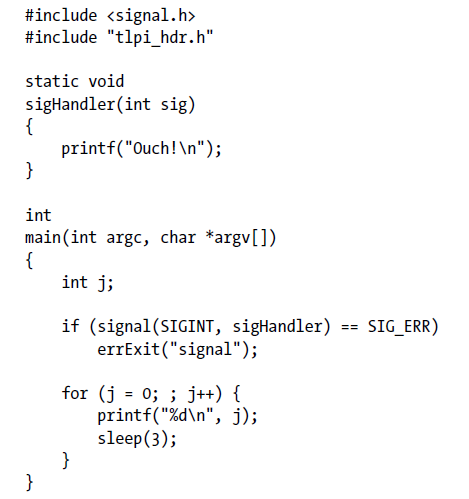 #include <signal.h>
#include "tlpi_hdr.h"

static void
sigHandler(int sig)
{
    printf("Ouch!\n");
}

int
main(int argc, char *argv[])
{
    int j;

    if (signal(SIGINT, sigHandler) == SIG_ERR)
        errExit("signal");

    for (j = 0; ; j++) {
        printf("%d\n", j);
        sleep(3);
    }
}